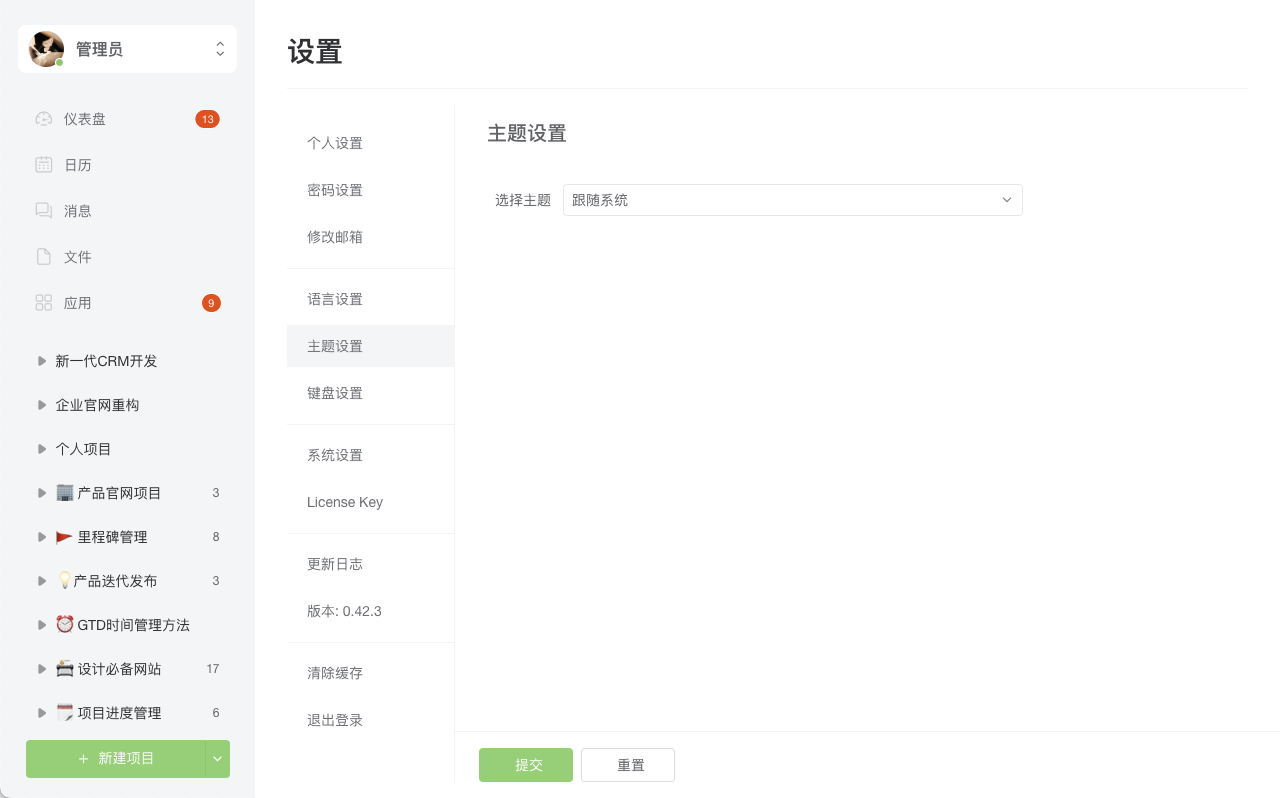 管理员
仪表盘 13
日历
消息
文件
应用 9
新一代CRM开发
企业官网重构
个人项目
产品官网项目 3
里程碑管理 8
产品迭代发布 3
GTD时间管理方法
设计必备网站 17
项目进度管理 6
+ 新建项目
设置
个人设置
密码设置
修改邮箱
语言设置
主题设置
键盘设置
系统设置
License Key
更新日志
版本: 0.42.3
清除缓存
退出登录
主题设置
选择主题 跟随系统
提交 重置